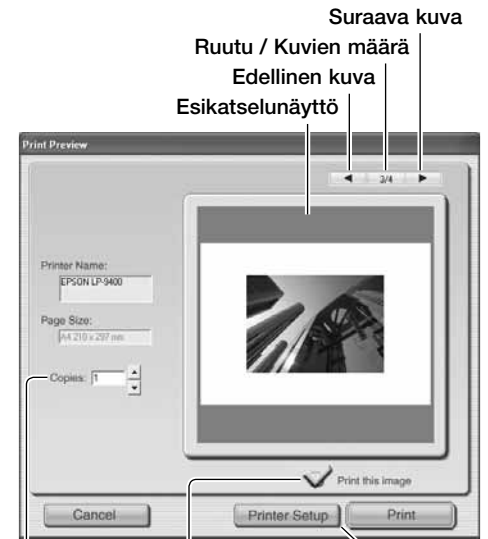 Suraava kuva
Ruutu / Kuvien määrä
Edellinen kuva
Esikatselunäyttö
Print Preview
◄ 2/4 ►
Printer Name:
EPSON LP-9400
Page Size:
A4 210 x 297 mm
Copies: 1
Print this image
Cancel
Printer Setup
Print